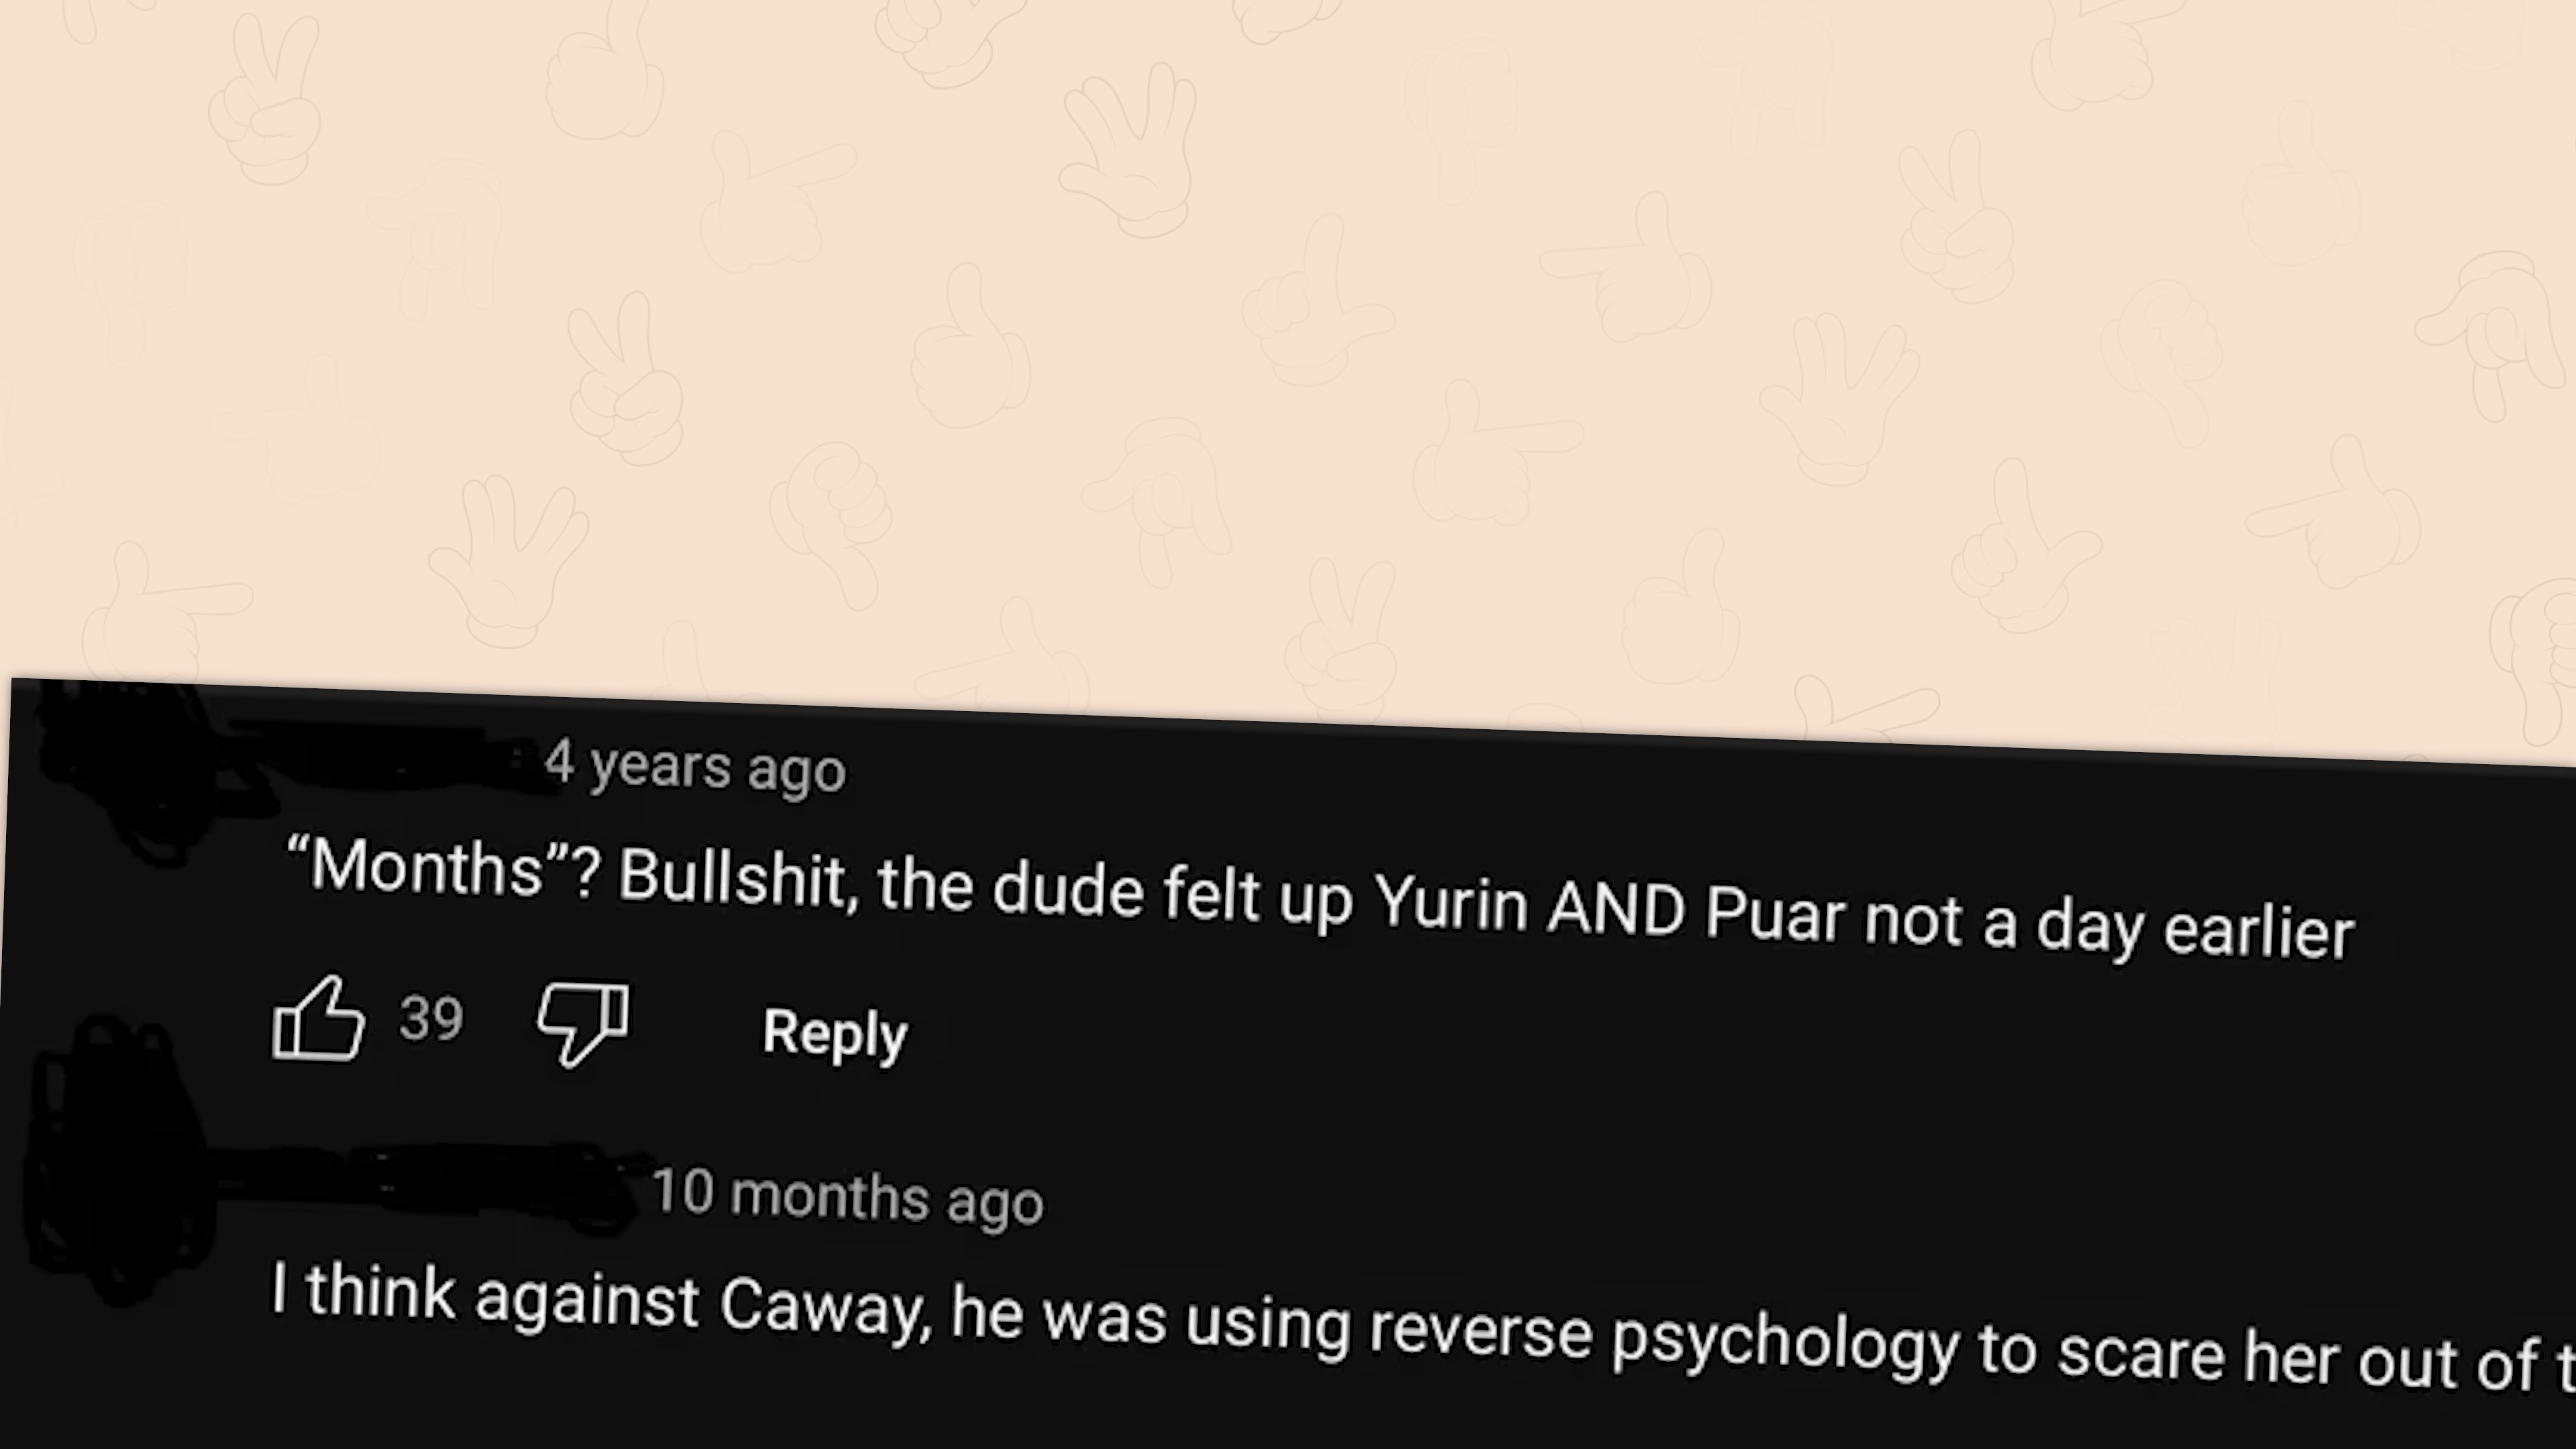 4 years ago
“Months”? Bullshit, the dude felt up Yurin AND Puar not a day earlier
39
Reply
10 months ago
I think against Caway, he was using reverse psychology to scare her out of t